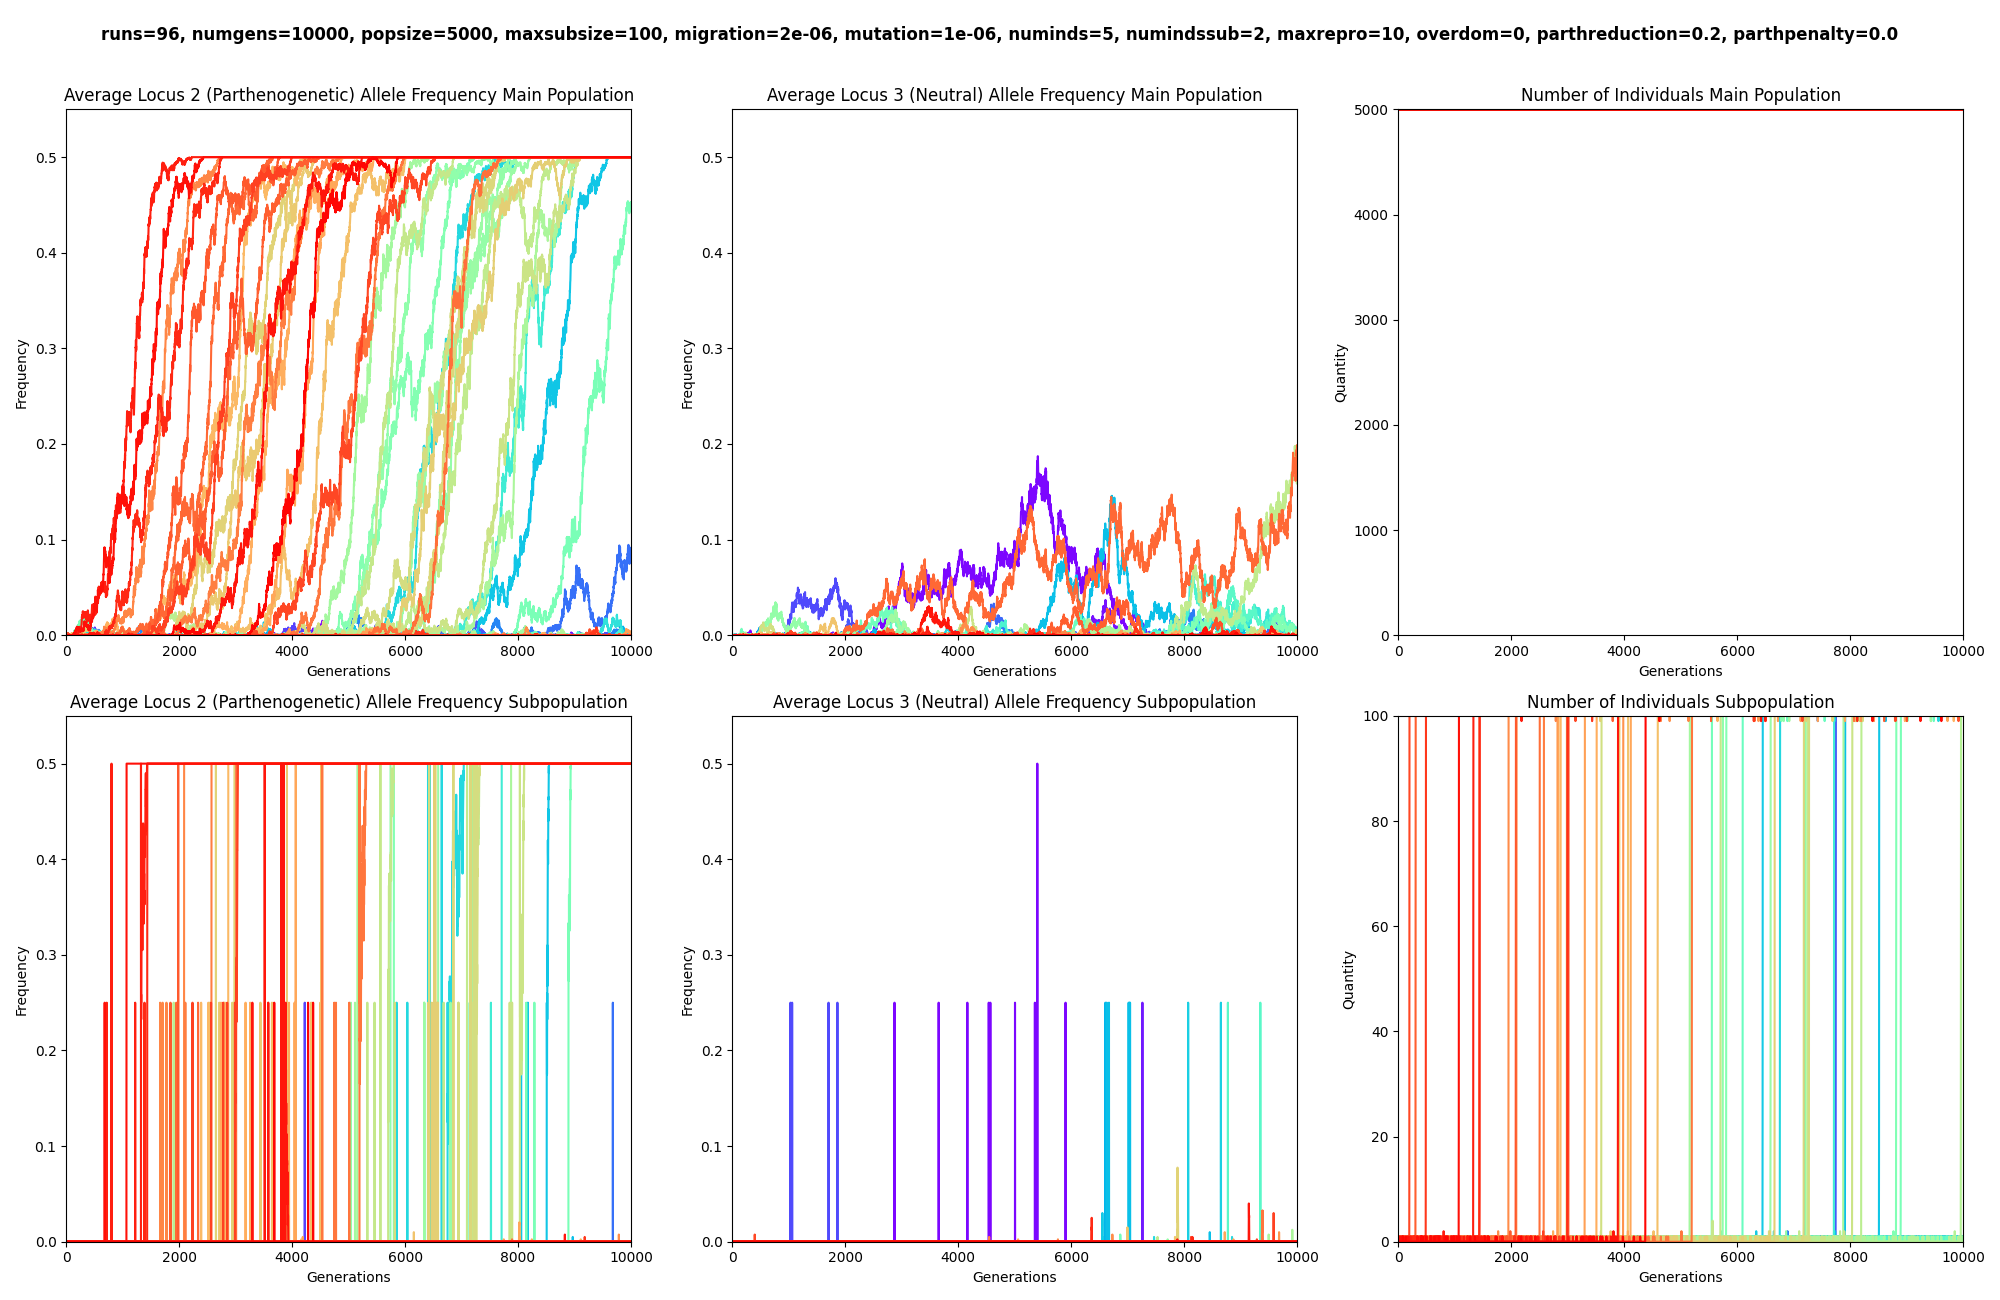 runs=96, numgens=10000, popsize=5000, maxsubsize=100, migration=2e-06, mutation=1e-06, numinds=5, numindssub=2, maxrepro=10, overdom=0, parthreduction=0.2, parthpenalty=0.0
Average Locus 2 (Parthenogenetic) Allele Frequency Main Population
Frequency
0.5
0.4
0.3
0.2
0.1
0.0
0 2000 4000 6000 8000 10000
Generations
Average Locus 3 (Neutral) Allele Frequency Main Population
Frequency
0.5
0.4
0.3
0.2
0.1
0.0
0 2000 4000 6000 8000 10000
Generations
Number of Individuals Main Population
Quantity
5000
4000
3000
2000
1000
0
0 2000 4000 6000 8000 10000
Generations
Average Locus 2 (Parthenogenetic) Allele Frequency Subpopulation
Frequency
0.5
0.4
0.3
0.2
0.1
0.0
0 2000 4000 6000 8000 10000
Generations
Average Locus 3 (Neutral) Allele Frequency Subpopulation
Frequency
0.5
0.4
0.3
0.2
0.1
0.0
0 2000 4000 6000 8000 10000
Generations
Number of Individuals Subpopulation
Quantity
100
80
60
40
20
0
0 2000 4000 6000 8000 10000
Generations